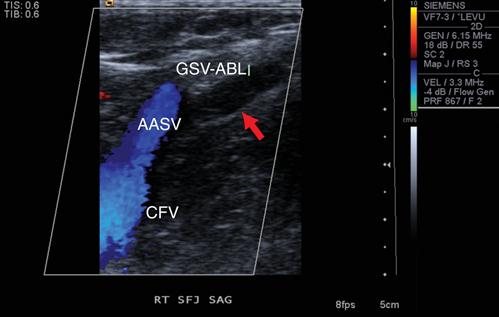 TIS: 0.6
TIB: 0.6
GSV-ABL
AASV
CFV
RT SFJ SAG
8fps 5cm
10
10
cm/s
SIEMENS
VF7-3 / *LEVU
2D
GEN / 6.15 MHz
18 dB / DR 55
SC 2
Map J / RS 3
C
VEL / 3.3 MHz
-4 dB / Flow Gen
PRF 867 / F 2